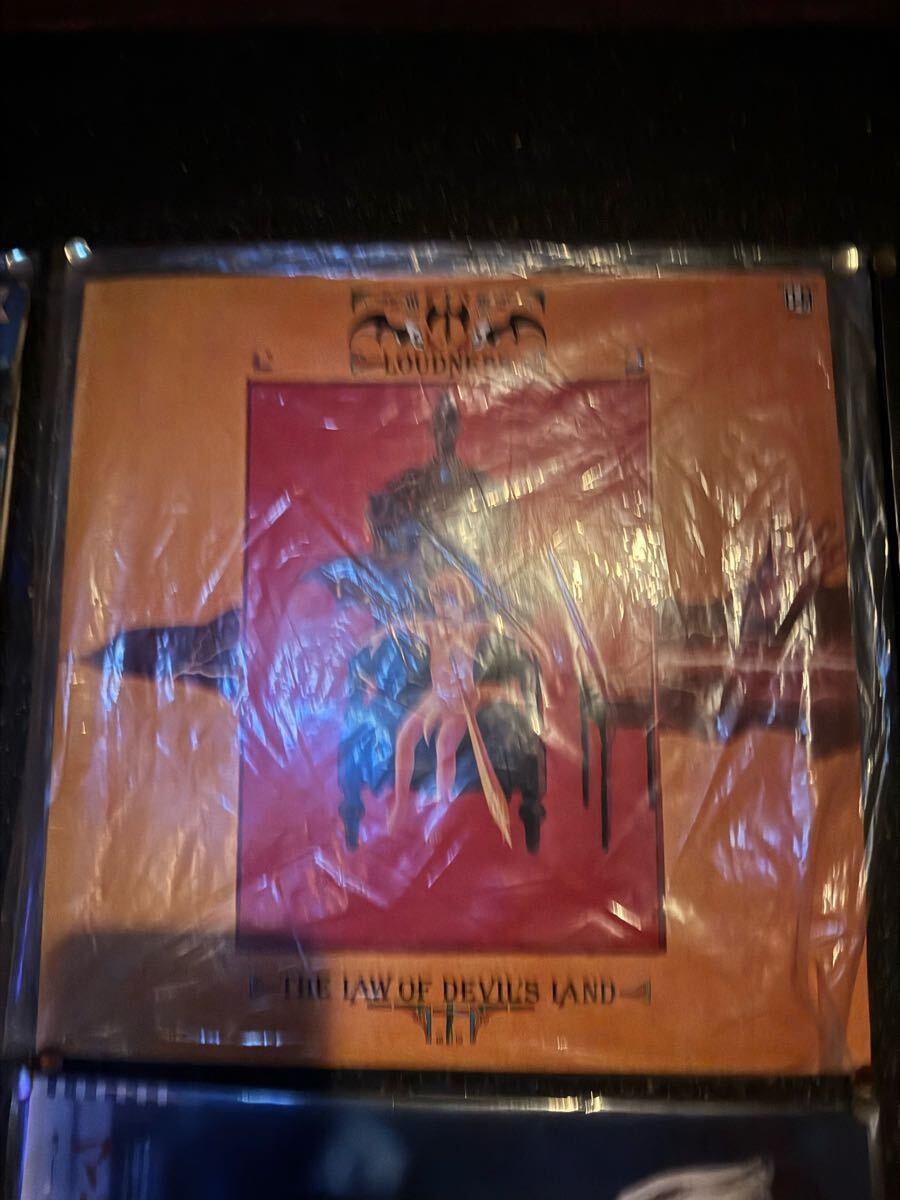 LOUDNESS
THE LAW OF DEVIL'S LAND